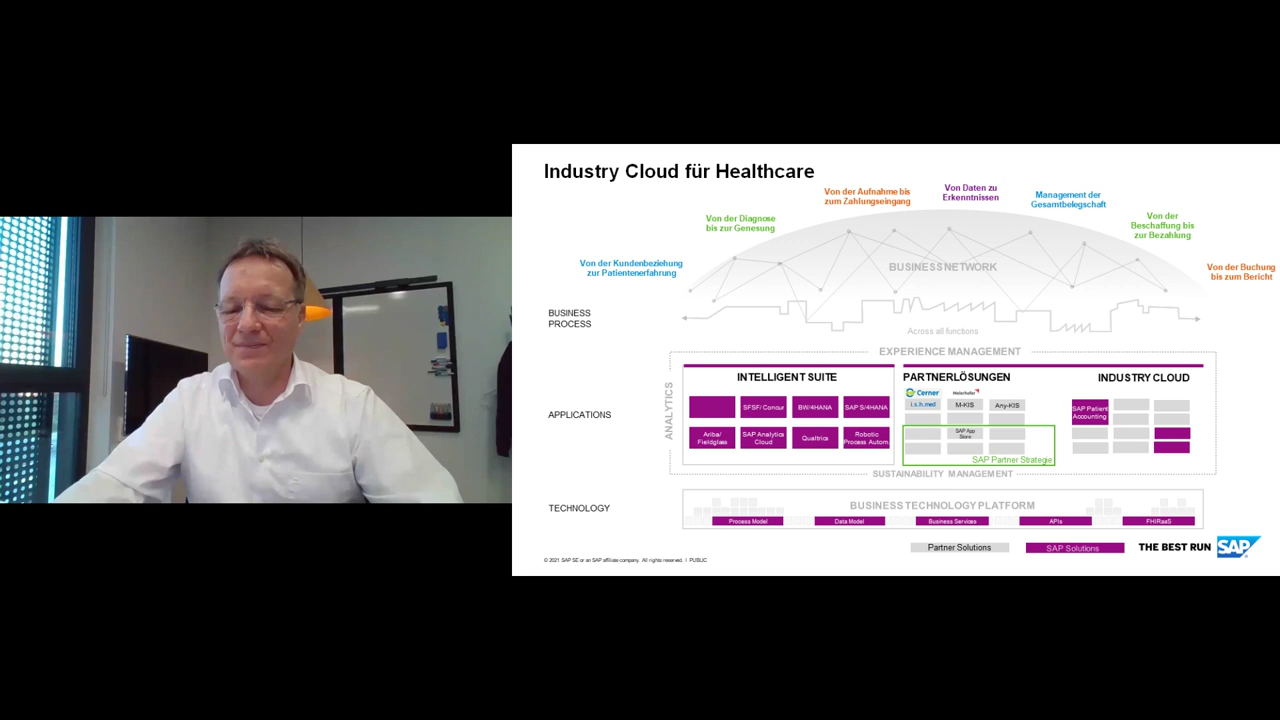 Industry Cloud für Healthcare
Von der Kundenbeziehung
zur Patientenerfahrung
Von der Diagnose
bis zur Genesung
Von der Aufnahme bis
zum Zahlungseingang
Von Daten zu
Erkenntnissen
Management der
Gesamtbelegschaft
Von der
Beschaffung bis
zur Bezahlung
Von der Buchung
bis zum Bericht
BUSINESS NETWORK
BUSINESS
PROCESS
Across all functions
EXPERIENCE MANAGEMENT
APPLICATIONS
ANALYTICS
INTELLIGENT SUITE
SFSF/ Concur
BW/4HANA
SAP S/4HANA
Ariba/
Fieldglass
SAP Analytics
Cloud
Qualtrics
Robotic
Process Autom.
PARTNERLÖSUNGEN
Cerner
Meierhofer
i.s.h.med
M-KIS
Any-KIS
SAP App
Store
SAP Partner Strategie
INDUSTRY CLOUD
SAP Patient
Accounting
SUSTAINABILITY MANAGEMENT
TECHNOLOGY
BUSINESS TECHNOLOGY PLATFORM
Process Model
Data Model
Business Services
APIs
FHIRaaS
Partner Solutions
SAP Solutions
THE BEST RUN SAP
© 2021 SAP SE or an SAP affiliate company. All rights reserved. I PUBLIC